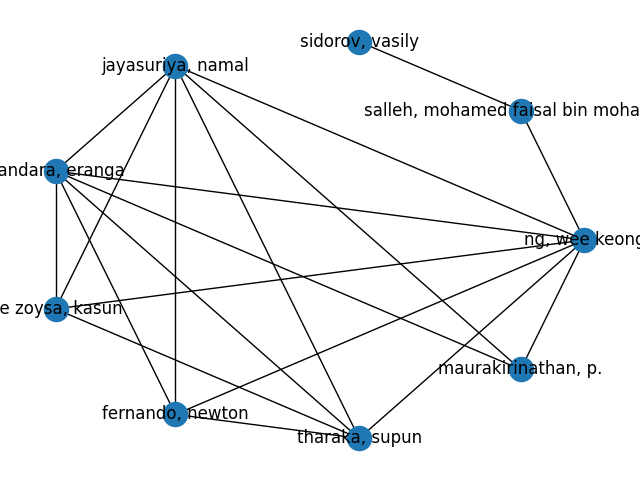 sidorov, vasily
jayasuriya, namal
salleh, mohamed faisal bin moha
andara, eranga
ng, wee keong
e zoysa, kasun
maurakirinathan, p.
fernando, newton
tharaka, supun